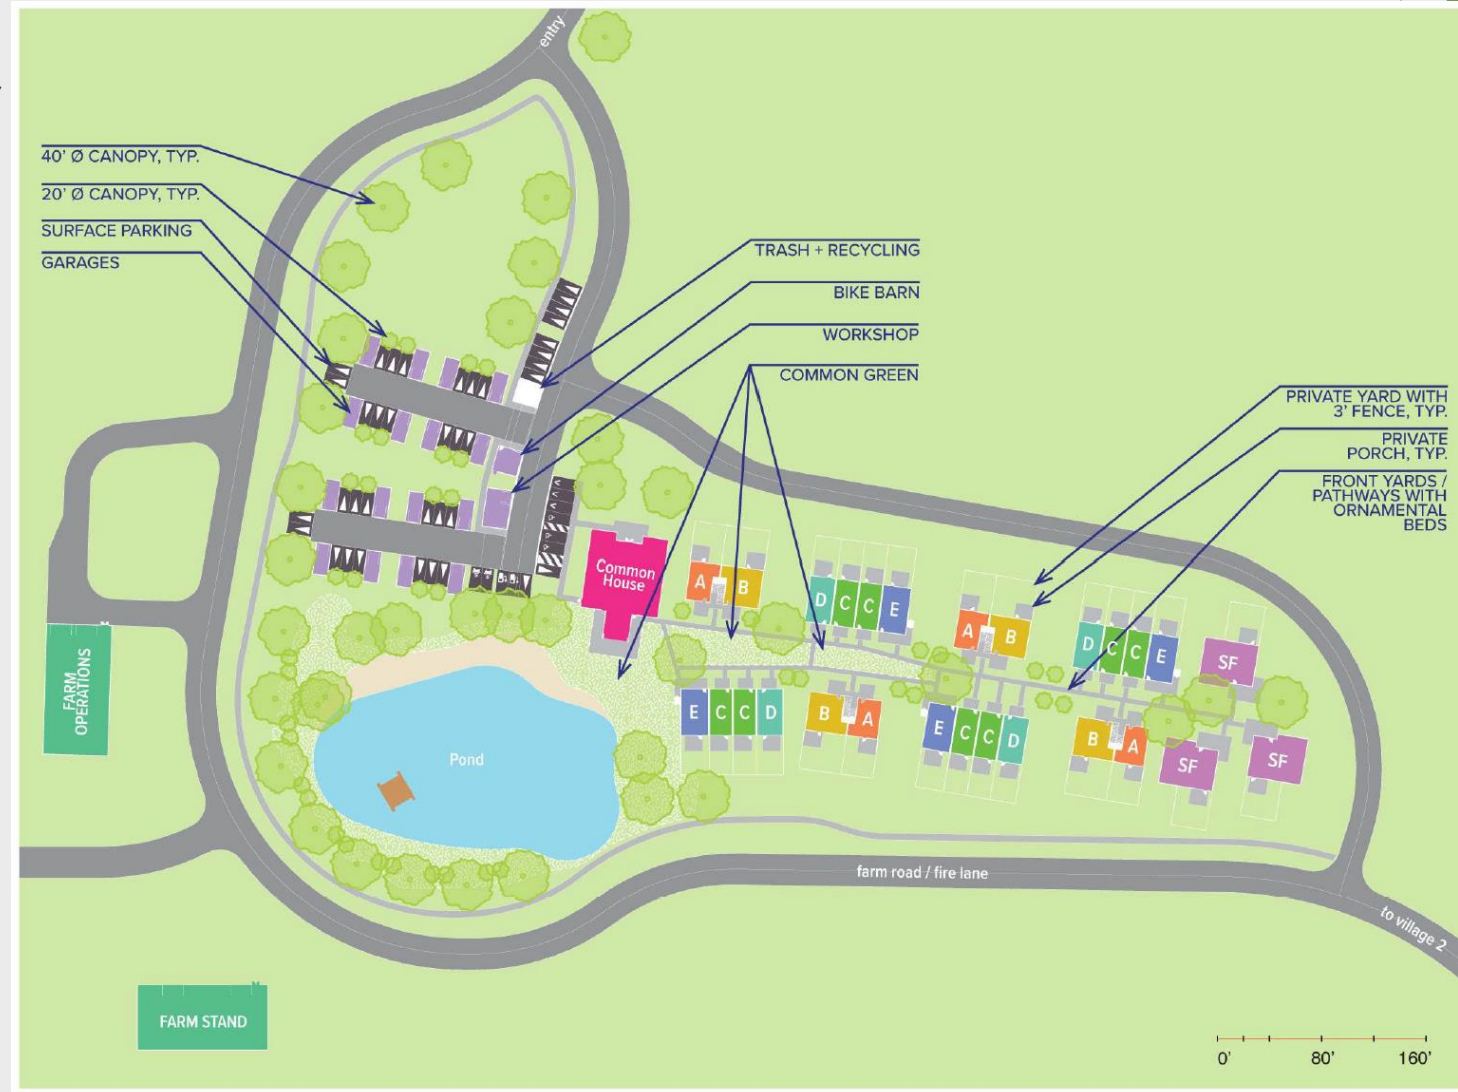 entry
40' Ø CANOPY, TYP.
20' Ø CANOPY, TYP.
SURFACE PARKING
GARAGES
TRASH + RECYCLING
BIKE BARN
WORKSHOP
COMMON GREEN
PRIVATE YARD WITH
3' FENCE, TYP.
PRIVATE
PORCH, TYP.
FRONT YARDS /
PATHWAYS WITH
ORNAMENTAL
BEDS
Common
House
A B
D C C E
A B
D C C E
SF
E C C D
B A
E C C D
B A
SF
SF
FARM
OPERATIONS
Pond
farm road / fire lane
to village 2
FARM STAND
0' 80' 160'